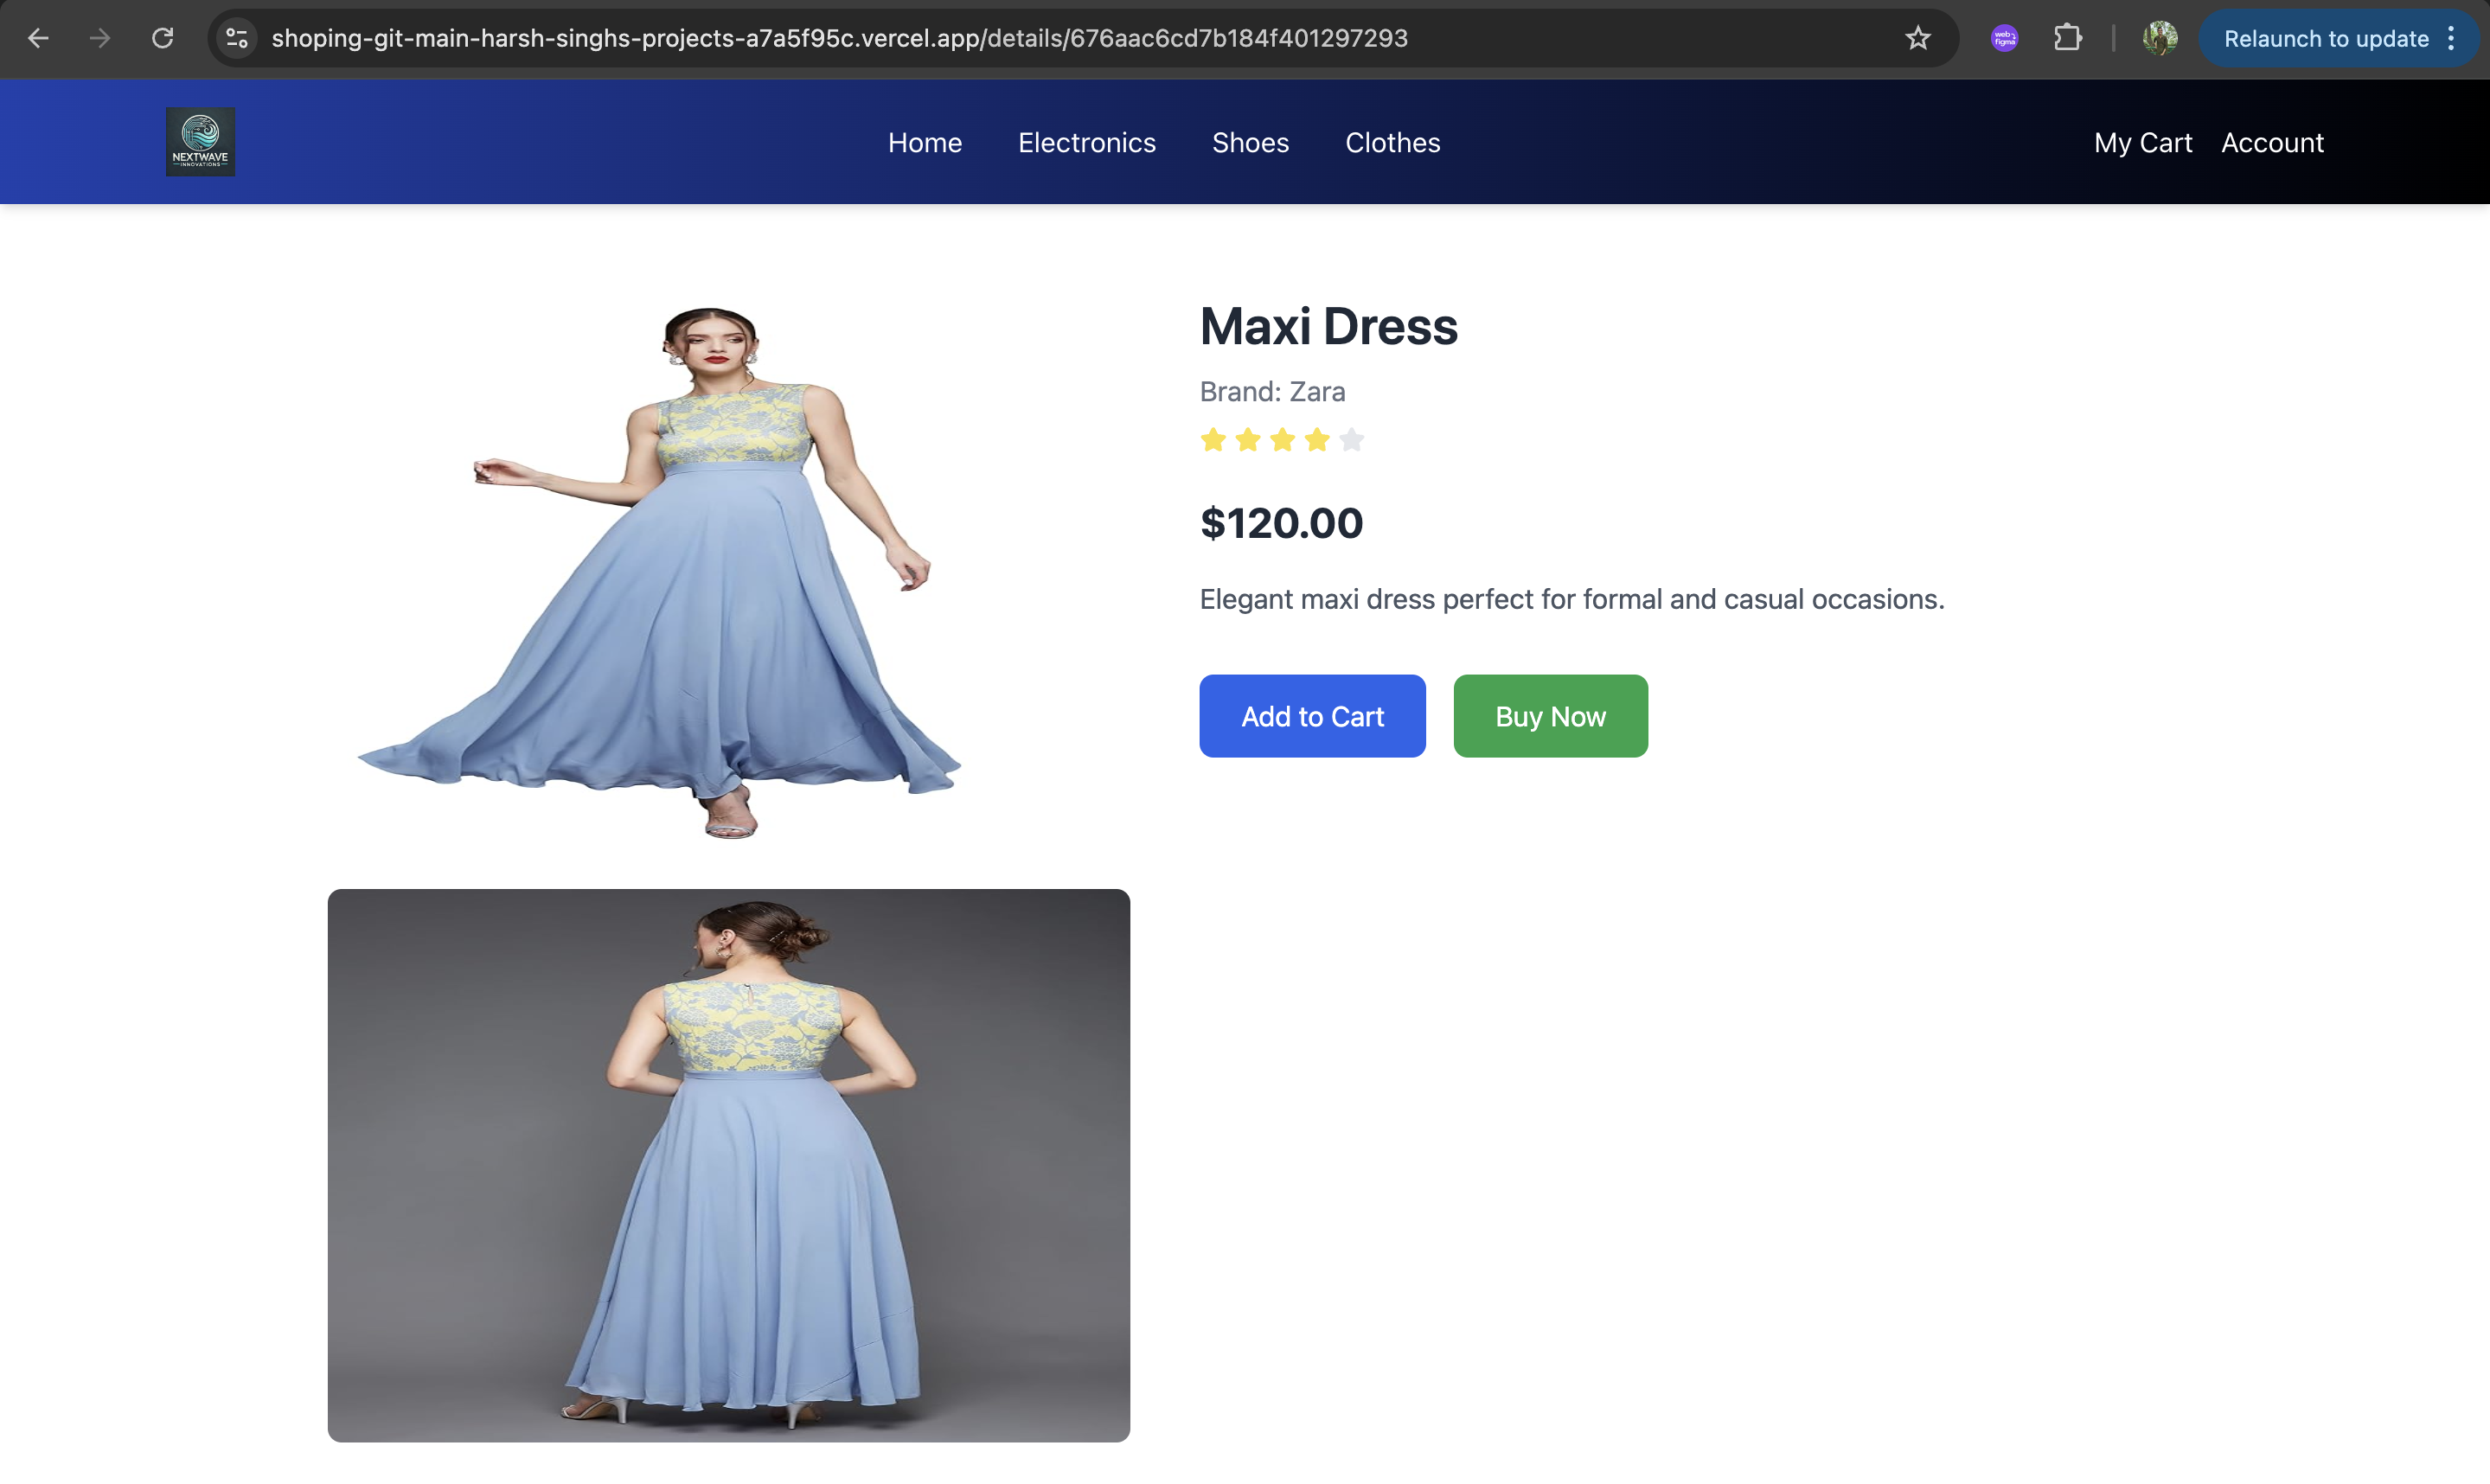 shoping-git-main-harsh-singhs-projects-a7a5f95c.vercel.app/details/676aac6cd7b184f401297293
web
figma
Relaunch to update
NEXTWAVE
INNOVATIONS
Home
Electronics
Shoes
Clothes
My Cart
Account
Maxi Dress
Brand: Zara
$120.00
Elegant maxi dress perfect for formal and casual occasions.
Add to Cart
Buy Now